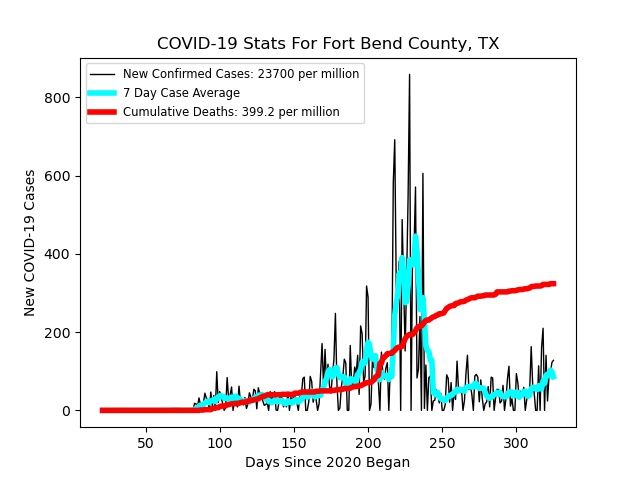 COVID-19 Stats For Fort Bend County, TX
New Confirmed Cases: 23700 per million
7 Day Case Average
Cumulative Deaths: 399.2 per million
New COVID-19 Cases
800
600
400
200
0
50 100 150 200 250 300
Days Since 2020 Began